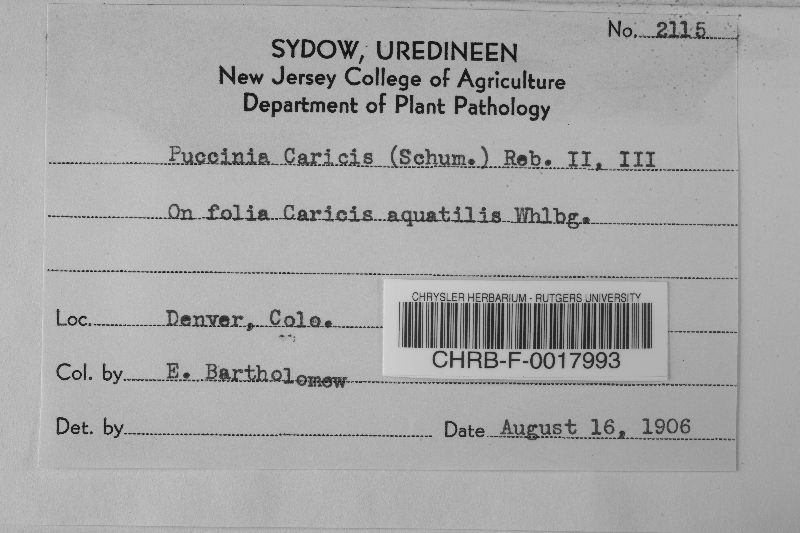 No. 2115
SYDOW, UREDINEEN
New Jersey College of Agriculture
Department of Plant Pathology
Puccinia Caricis (Schum.) Reb. II, III
On folia Caricis aquatilis Whlbg.
Loc. Denver, Colo.
CHRYSLER HERBARIUM - RUTGERS UNIVERSITY
CHRB-F-0017993
Col. by E. Bartholomew
Det. by
Date August 16, 1906